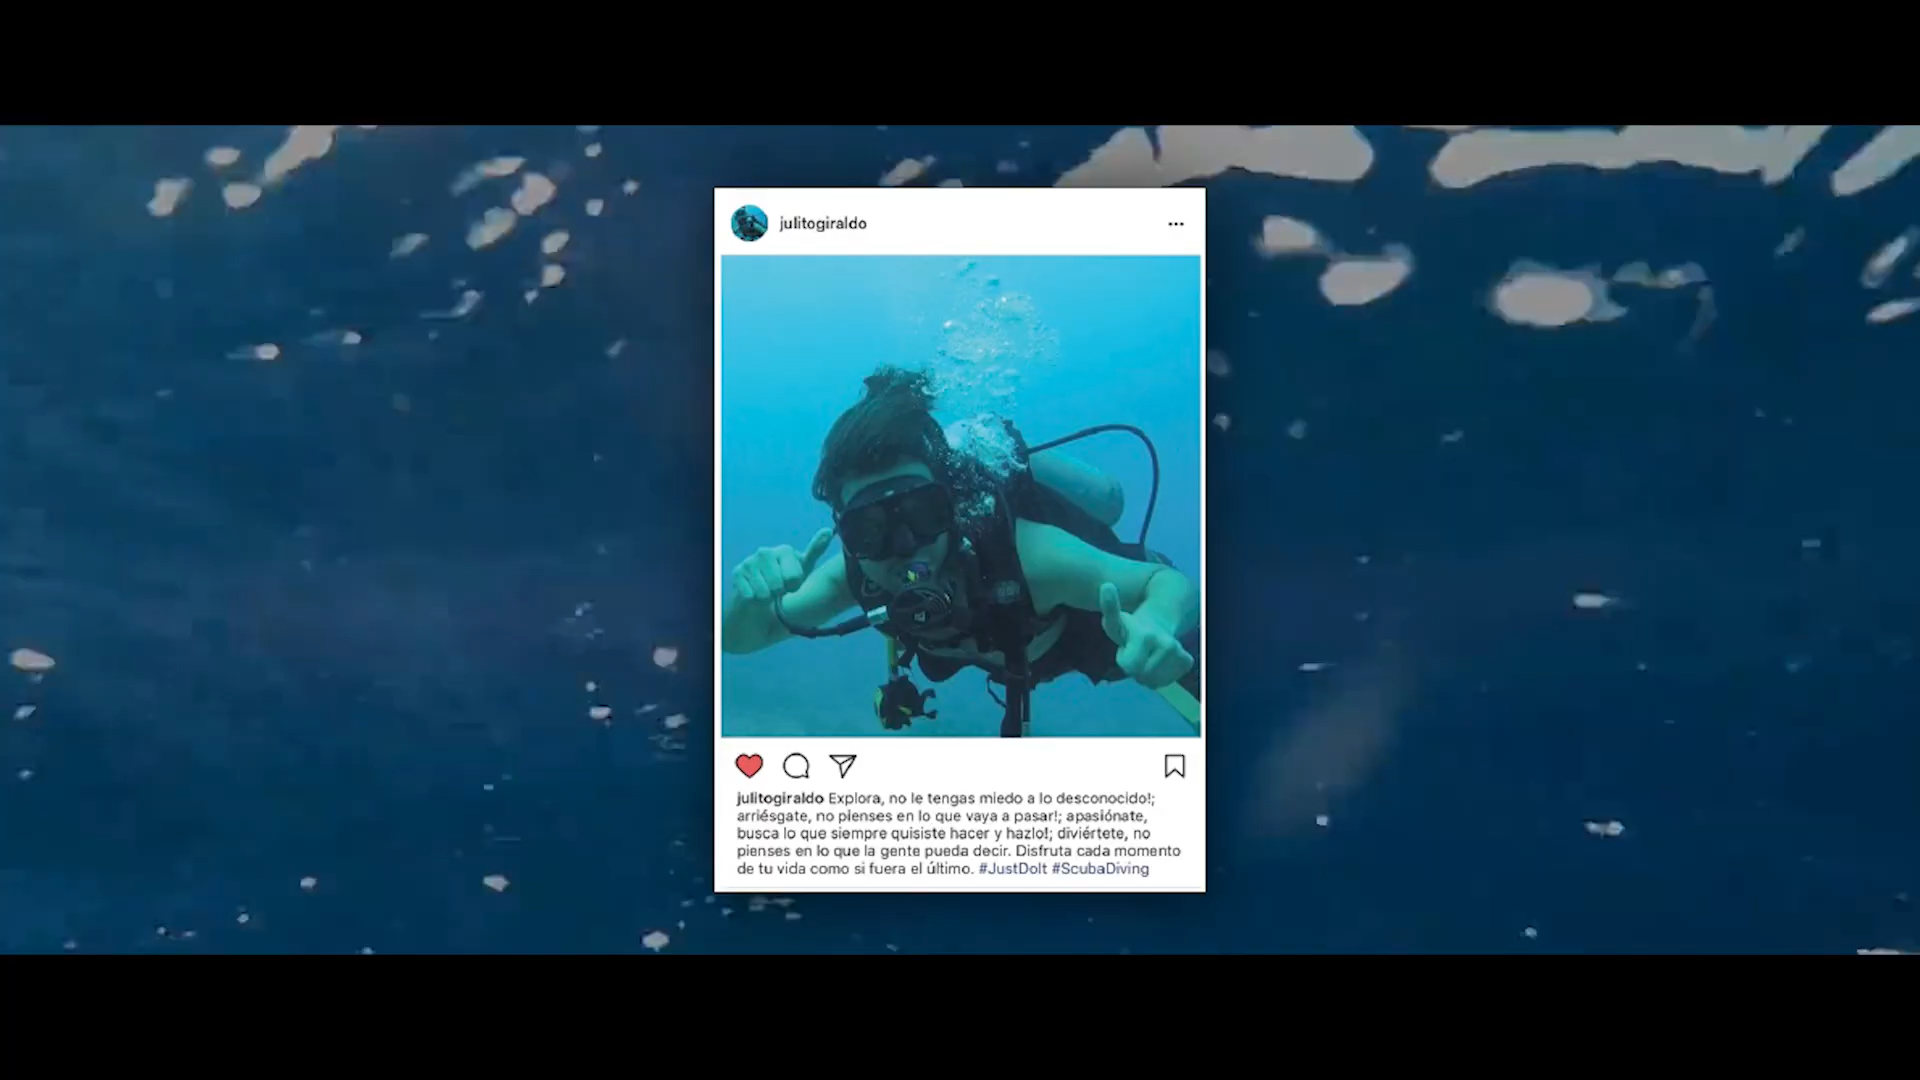 julitogiraldo
julitogiraldo Explora, no le tengas miedo a lo desconocido!;
arriésgate, no pienses en lo que vaya a pasar!; apasiónate,
busca lo que siempre quisiste hacer y hazlo!; diviértete, no
pienses en lo que la gente pueda decir. Disfruta cada momento
de tu vida como si fuera el último. #JustDoIt #ScubaDiving